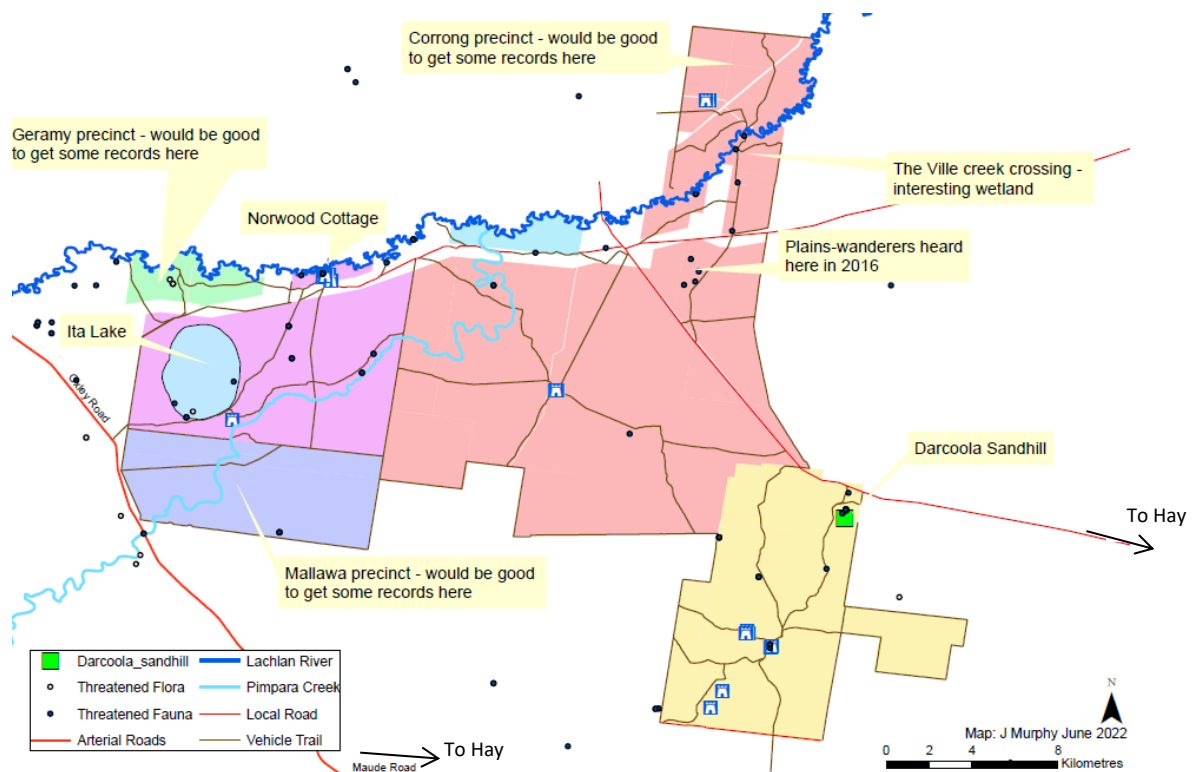 Corrong precinct - would be good
to get some records here
Geramy precinct - would be good
to get some records here
The Ville creek crossing -
interesting wetland
Norwood Cottage
Plains-wanderers heard
here in 2016
Ita Lake
Oxley Road
Darcoola Sandhill
To Hay
Mallawa precinct - would be good
to get some records here
Darcoola_sandhill
Lachlan River
Threatened Flora
Pimpara Creek
Threatened Fauna
Local Road
Arterial Roads
Vehicle Trail
To Hay
Maude Road
N
Map: J Murphy June 2022
0 2 4 8
Kilometres